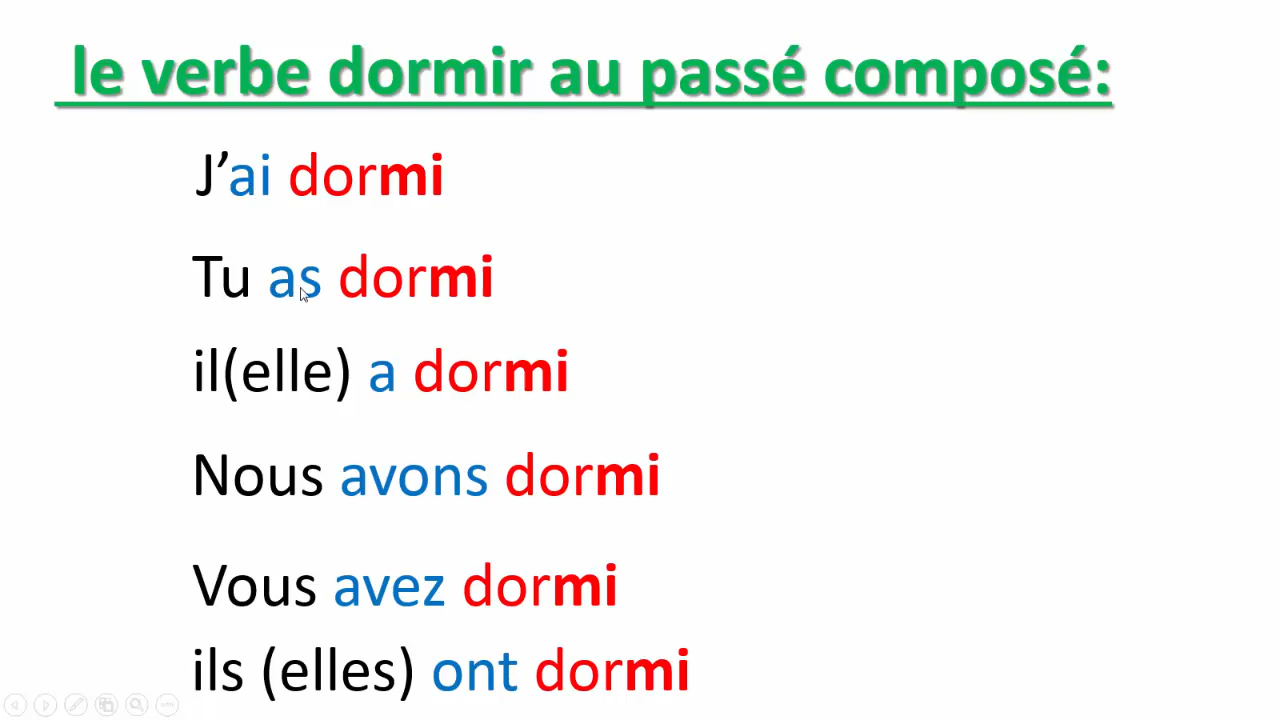 le verbe dormir au passé composé:
J’ai dormi
Tu as dormi
il(elle) a dormi
Nous avons dormi
Vous avez dormi
ils (elles) ont dormi